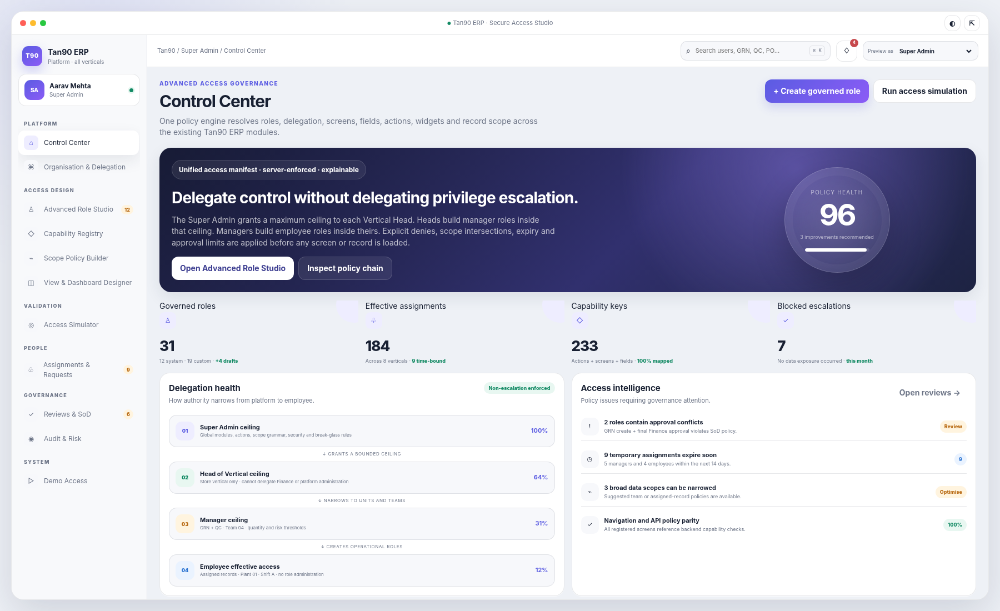 Tan90 ERP · Secure Access Studio
T90
Tan90 ERP
Platform · all verticals
SA
Aarav Mehta
Super Admin
PLATFORM
Control Center
Organisation & Delegation
ACCESS DESIGN
Advanced Role Studio 12
Capability Registry
Scope Policy Builder
View & Dashboard Designer
VALIDATION
Access Simulator
PEOPLE
Assignments &
Requests
9
GOVERNANCE
Reviews & SoD 6
Audit & Risk
SYSTEM
Demo Access
Tan90 / Super Admin / Control Center
Search users, GRN, QC, PO... ⌘ K
4
Preview as Super Admin
ADVANCED ACCESS GOVERNANCE
Control Center
One policy engine resolves roles, delegation, screens, fields, actions, widgets and record scope across
the existing Tan90 ERP modules.
+ Create governed role
Run access simulation
Unified access manifest · server-enforced · explainable
Delegate control without delegating privilege escalation.
The Super Admin grants a maximum ceiling to each Vertical Head. Heads build manager roles inside
that ceiling. Managers build employee roles inside theirs. Explicit denies, scope intersections, expiry and
approval limits are applied before any screen or record is loaded.
Open Advanced Role Studio
Inspect policy chain
POLICY HEALTH
96
3 improvements recommended
Governed roles
31
12 system · 19 custom · +4 drafts
Effective assignments
184
Across 8 verticals · 9 time-bound
Capability keys
233
Actions + screens + fields · 100% mapped
Blocked escalations
7
No data exposure occurred · this month
Delegation health
How authority narrows from platform to employee.
Non-escalation enforced
01
Super Admin ceiling
Global modules, actions, scope grammar, security and break-glass rules
100%
↓ GRANTS A BOUNDED CEILING
02
Head of Vertical ceiling
Store vertical only · cannot delegate Finance or platform administration
64%
↓ NARROWS TO UNITS AND TEAMS
03
Manager ceiling
GRN + QC · Team 04 · quantity and risk thresholds
31%
↓ CREATES OPERATIONAL ROLES
04
Employee effective access
Assigned records · Plant 01 · Shift A · no role administration
12%
Access intelligence
Policy issues requiring governance attention.
Open reviews →
!
2 roles contain approval conflicts
GRN create + final Finance approval violates SoD policy.
Review
9 temporary assignments expire soon
5 managers and 4 employees within the next 14 days.
9
3 broad data scopes can be narrowed
Suggested team or assigned-record policies are available.
Optimise
Navigation and API policy parity
All registered screens reference backend capability checks.
100%